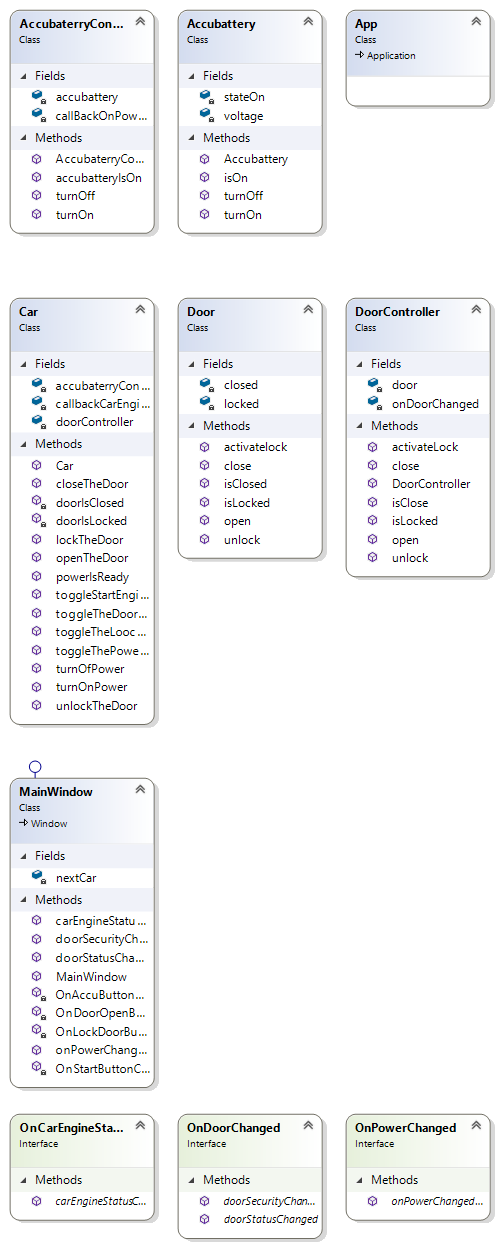 AccubaterryCon...
Class
Fields
accubattery
callBackOnPow...
Methods
AccubaterryCo...
accubatteryIsOn
turnOff
turnOn
Accubattery
Class
Fields
stateOn
voltage
Methods
Accubattery
isOn
turnOff
turnOn
App
Class
Application
Car
Class
Fields
accubaterryCon...
callbackCarEngi...
doorController
Methods
Car
closeTheDoor
doorIsClosed
doorIsLocked
lockTheDoor
openTheDoor
powerIsReady
toggleStartEngi...
toggleTheDoor...
toggleTheLooc...
toggleThePowe...
turnOfPower
turnOnPower
unlockTheDoor
Door
Class
Fields
closed
locked
Methods
activatelock
close
isClosed
isLocked
open
unlock
DoorController
Class
Fields
door
onDoorChanged
Methods
activateLock
close
DoorController
isClose
isLocked
open
unlock
MainWindow
Class
Window
Fields
nextCar
Methods
carEngineStatu...
doorSecurityCh...
doorStatusCha...
MainWindow
OnAccuButton...
OnDoorOpenB...
OnLockDoorBu...
onPowerChang...
OnStartButtonC...
OnCarEngineSta...
Interface
Methods
carEngineStatusC...
OnDoorChanged
Interface
Methods
doorSecurityChan...
doorStatusChanged
OnPowerChanged
Interface
Methods
onPowerChanged...